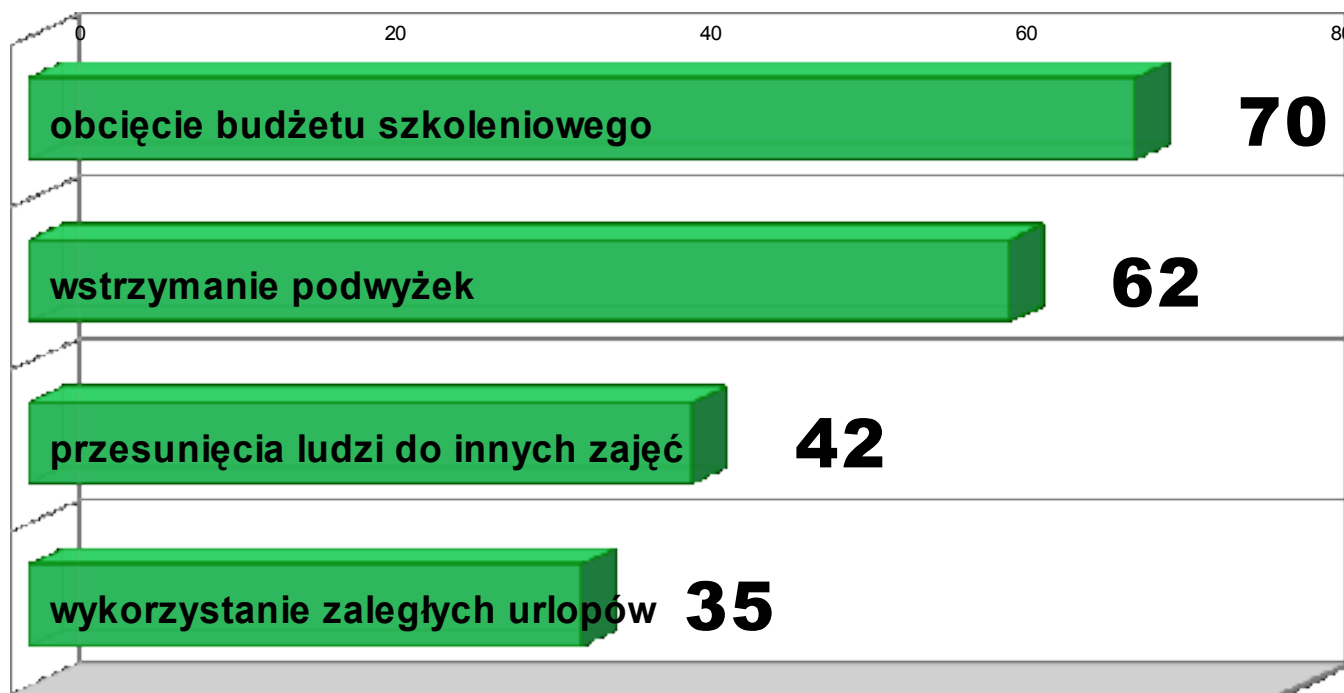 0 20 40 60 80
obcięcie budżetu szkoleniowego 70
wstrzymanie podwyżek 62
przesunięcia ludzi do innych zajęć 42
wykorzystanie zaległych urlopów 35